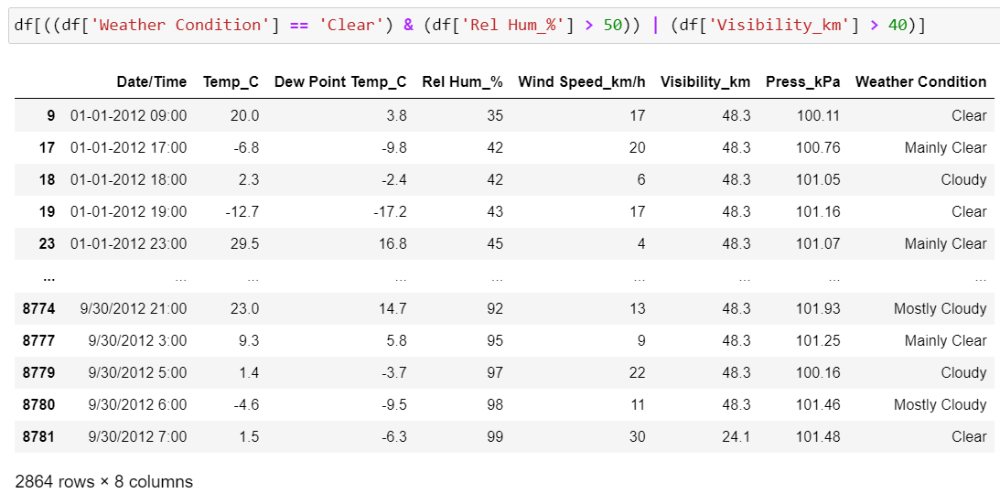 df[((df['Weather Condition'] == 'Clear') & (df['Rel Hum_%'] > 50)) | (df['Visibility_km'] > 40)]
Date/Time Temp_C Dew Point Temp_C Rel Hum_% Wind Speed_km/h Visibility_km Press_kPa Weather Condition
9 01-01-2012 09:00 20.0 3.8 35 17 48.3 100.11 Clear
17 01-01-2012 17:00 -6.8 -9.8 42 20 48.3 100.76 Mainly Clear
18 01-01-2012 18:00 2.3 -2.4 42 6 48.3 101.05 Cloudy
19 01-01-2012 19:00 -12.7 -17.2 43 17 48.3 101.16 Clear
23 01-01-2012 23:00 29.5 16.8 45 4 48.3 101.07 Mainly Clear
... ... ... ... ... ... ... ... ...
8774 9/30/2012 21:00 23.0 14.7 92 13 48.3 101.93 Mostly Cloudy
8777 9/30/2012 3:00 9.3 5.8 95 9 48.3 101.25 Mainly Clear
8779 9/30/2012 5:00 1.4 -3.7 97 22 48.3 100.16 Cloudy
8780 9/30/2012 6:00 -4.6 -9.5 98 11 48.3 101.46 Mostly Cloudy
8781 9/30/2012 7:00 1.5 -6.3 99 30 24.1 101.48 Clear
2864 rows × 8 columns